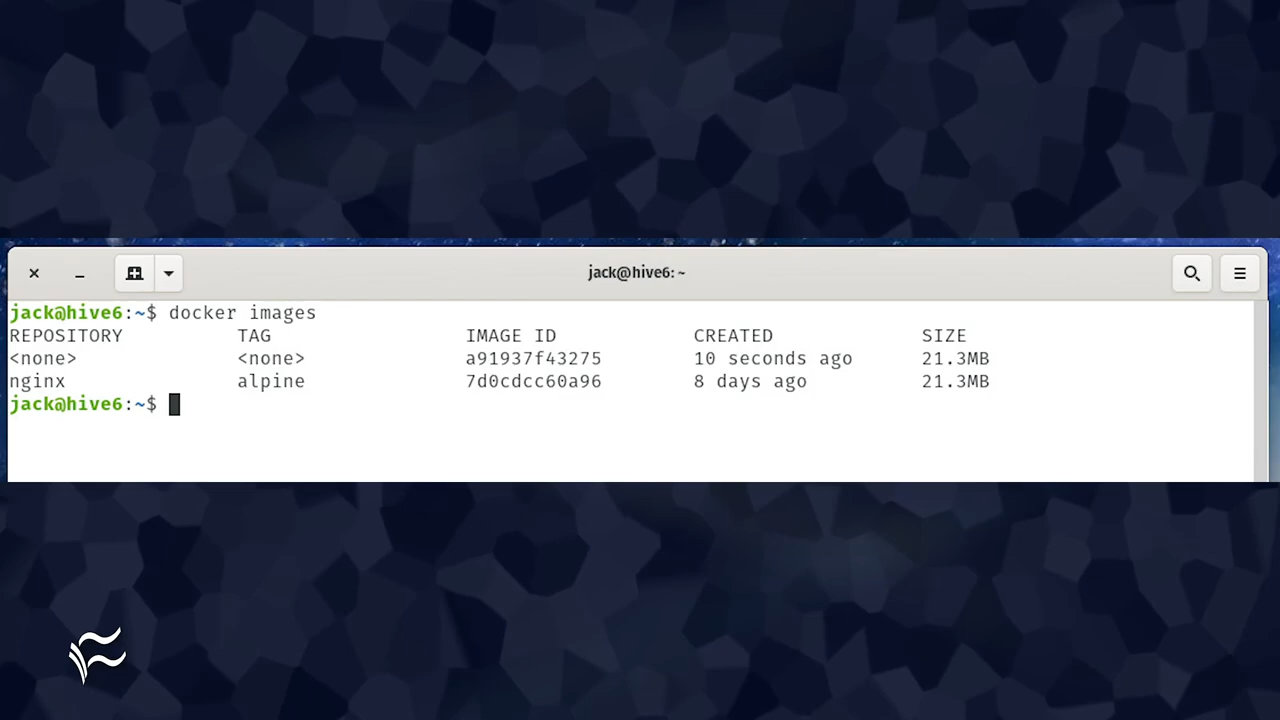 jack@hive6: ~
jack@hive6:~$ docker images
REPOSITORY TAG IMAGE ID CREATED SIZE
<none> <none> a91937f43275 10 seconds ago 21.3MB
nginx alpine 7d0cdcc60a96 8 days ago 21.3MB
jack@hive6:~$